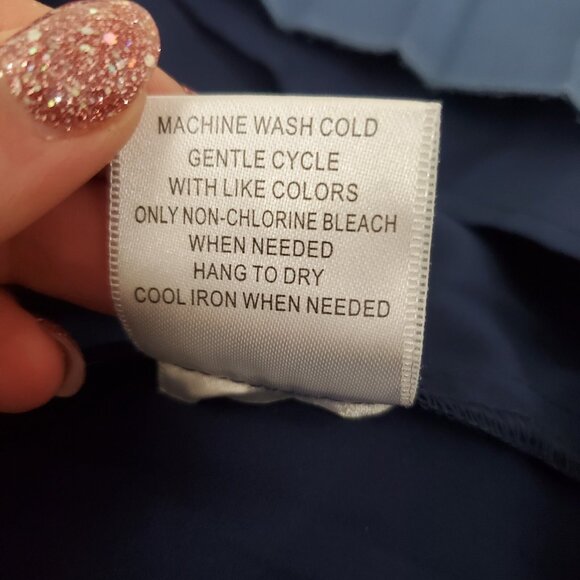 MACHINE WASH COLD
GENTLE CYCLE
WITH LIKE COLORS
ONLY NON-CHLORINE BLEACH
WHEN NEEDED
HANG TO DRY
COOL IRON WHEN NEEDED